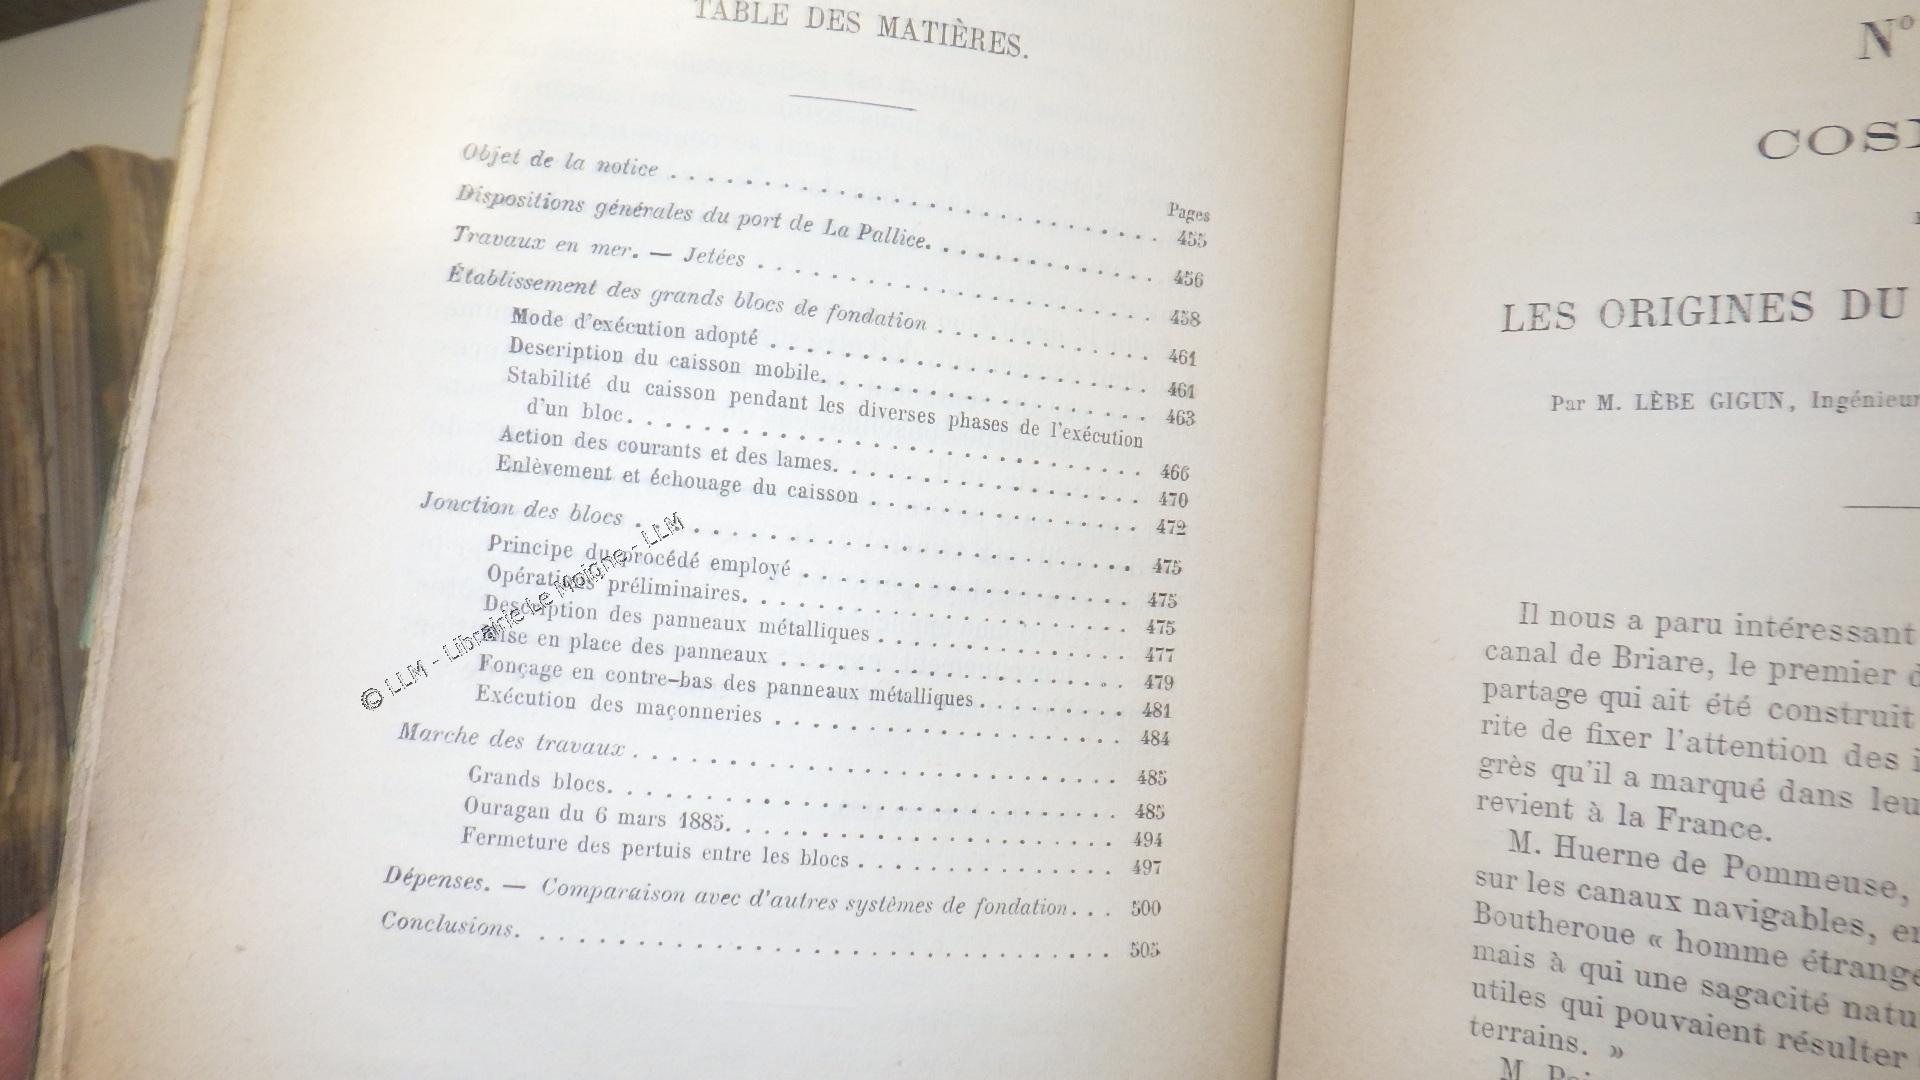 TABLE DES MATIÈRES.
Pages
Objet de la notice . . . 455
Dispositions générales du port de La Pallice. . . . 456
Travaux en mer. — Jetées . . . 458
Établissement des grands blocs de fondation . . . 461
Mode d'exécution adopté . . . 461
Description du caisson mobile. . . . 463
Stabilité du caisson pendant les diverses phases de l'exécution
d'un bloc. . . . 466
Action des courants et des lames. . . . 470
Enlèvement et échouage du caisson . . . 472
Jonction des blocs . . . 475
Principe du procédé employé . . . 475
Opérations préliminaires. . . . 475
Description des panneaux métalliques . . . 477
Mise en place des panneaux . . . 479
Fonçage en contre-bas des panneaux métalliques . . . 481
Exécution des maçonneries . . . 484
Marche des travaux . . . 485
Grands blocs. . . . 485
Ouragan du 6 mars 1885. . . . 494
Fermeture des pertuis entre les blocs . . . 497
Dépenses. — Comparaison avec d'autres systèmes de fondation. . . 500
Conclusions. . . . 505
© LLM - Librairie Le Moigne - LLM
N°
LES ORIGINES DU
Par M. LÈBE GIGUN, Ingénieur
Il nous a paru intéressant
canal de Briare, le premier
partage qui ait été construit
rite de fixer l'attention des
grès qu'il a marqué dans
revient à la France.
M. Huerne de Pommeuse,
sur les canaux navigables,
Boutheroue « homme
mais à qui une sagacité
utiles qui pouvaient résulter
terrains. »
M.